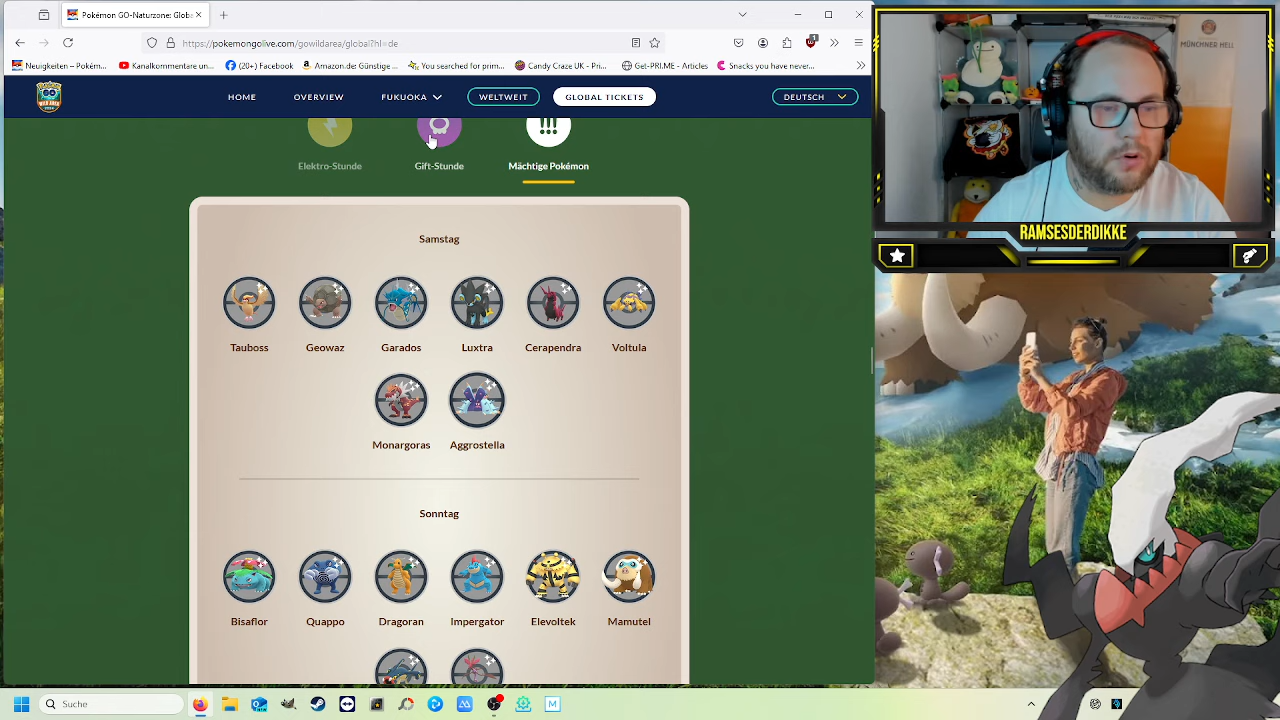 Pokémon GO-Naturzone: Globa
https://pokemongolive.com/gowildarea/global?hl=de
1
Neuigkeiten – Pokém...
Kanalkommentare un...
(20+) Facebook
Amazon.de Günstige ...
You searched for prim...
Candy Craze UK - Pri...
Get-PRI.ME - Articles
Snacks you have never...
HOME
OVERVIEW
FUKUOKA
WELTWEIT
GLOBAL TICKETS
DEUTSCH
Elektro-Stunde
Gift-Stunde
Mächtige Pokémon
Samstag
Tauboss
Geowaz
Garados
Luxtra
Cerapendra
Voltula
Monargoras
Aggrostella
Sonntag
Bisaflor
Quappo
Dragoran
Impergator
Elevoltek
Mamutel
Suche
MÜNCHNER HELL
RAMSESDERDIKKE